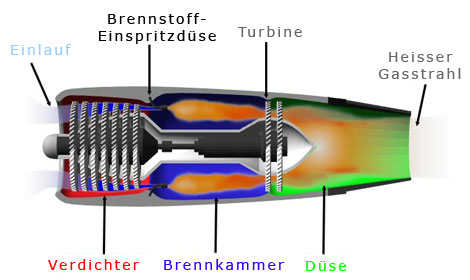 Brennstoff-
Einspritzdüse
Einlauf
Turbine
Heisser
Gasstrahl
Verdichter
Brennkammer
Düse